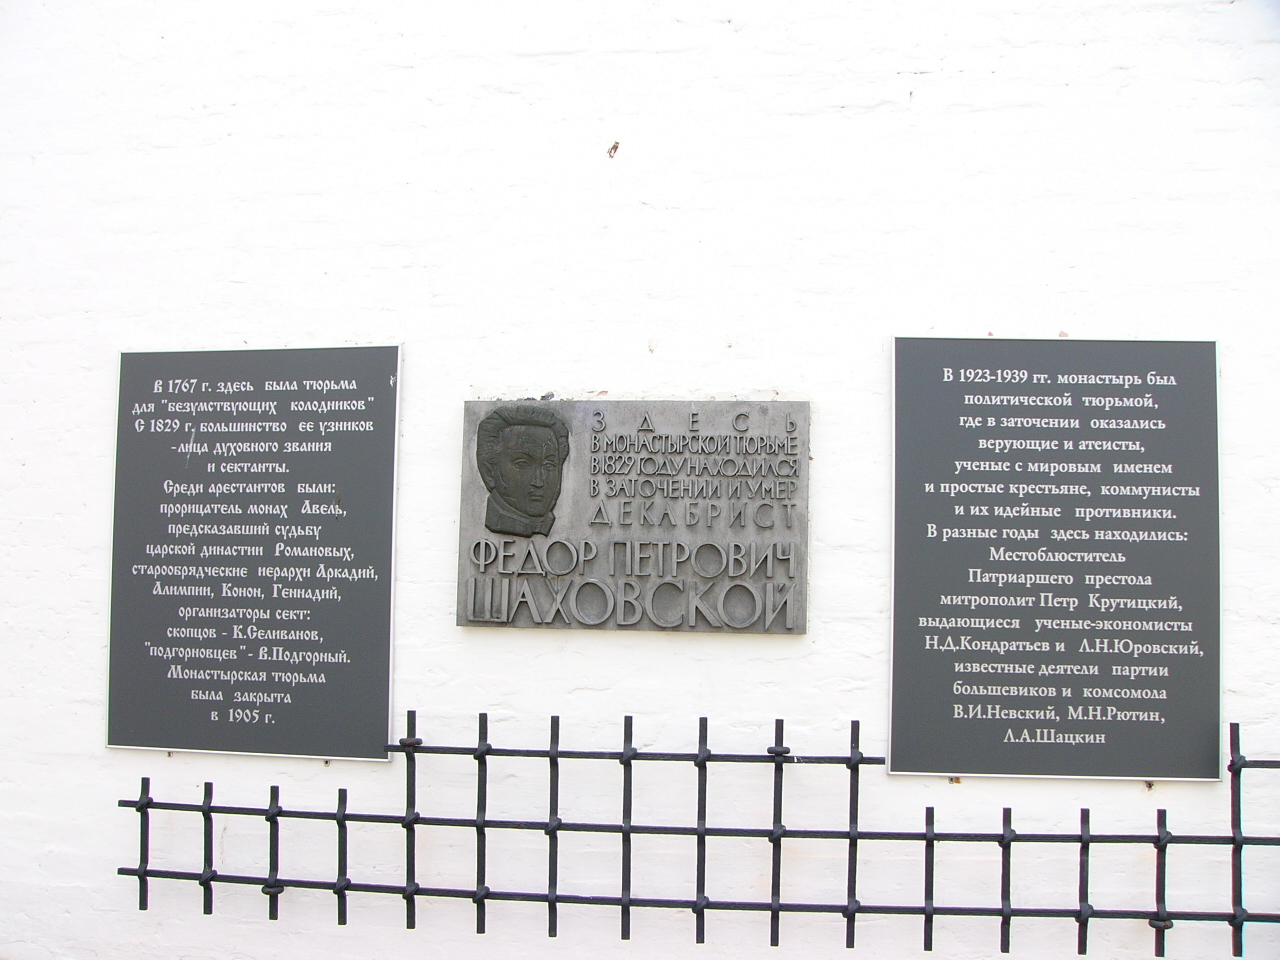 В 1767 г. здесь была тюрьма
для "безумствующих колодников"
С 1829 г. большинство ее узников
-лица духовного звания
и сектанты.
Среди арестантов были:
прорицатель монах Авель,
предсказавший судьбу
царской династии Романовых,
старообрядческие иерархи Аркадий,
Алимпии, Конон, Геннадий,
организаторы сект:
скопцов - К.Селиванов,
"подгорновцев"- В.Подгорный.
Монастырская тюрьма
была закрыта
в 1905 г.
ЗДЕСЬ
В МОНАСТЫРСКОЙ ТЮРЬМЕ
В 1829 ГОДУ НАХОДИЛСЯ
В ЗАТОЧЕНИИ И УМЕР
ДЕКАБРИСТ
ФЕДОР ПЕТРОВИЧ
ШАХОВСКОЙ
В 1923-1939 гг. монастырь был
политической тюрьмой,
где в заточении оказались
верующие и атеисты,
ученые с мировым именем
и простые крестьяне, коммунисты
и их идейные противники.
В разные годы здесь находились:
Местоблюститель
Патриаршего престола
митрополит Петр Крутицкий,
выдающиеся ученые-экономисты
Н.Д.Кондратьев и Л.Н.Юровский,
известные деятели партии
большевиков и комсомола
В.И.Невский, М.Н.Рютин,
Л.А.Шацкин